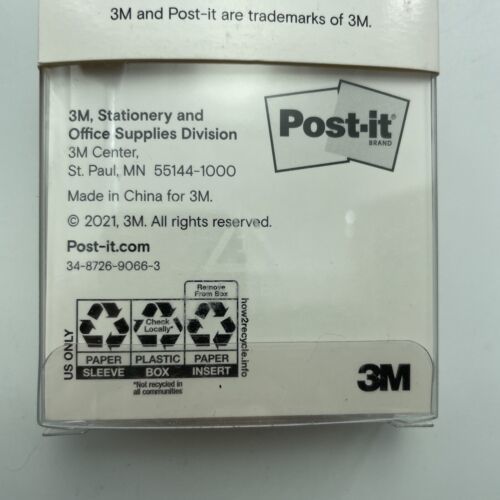 3M and Post-it are trademarks of 3M.
3M, Stationery and
Office Supplies Division
3M Center,
St. Paul, MN 55144-1000
Made in China for 3M.
© 2021, 3M. All rights reserved.
Post-it.com
34-8726-9066-3
Post-it®
BRAND
US ONLY
Remove
From Box
Check
Locally*
PAPER
SLEEVE
PLASTIC
BOX
PAPER
INSERT
*Not recycled in
all communities
how2recycle.info
3M